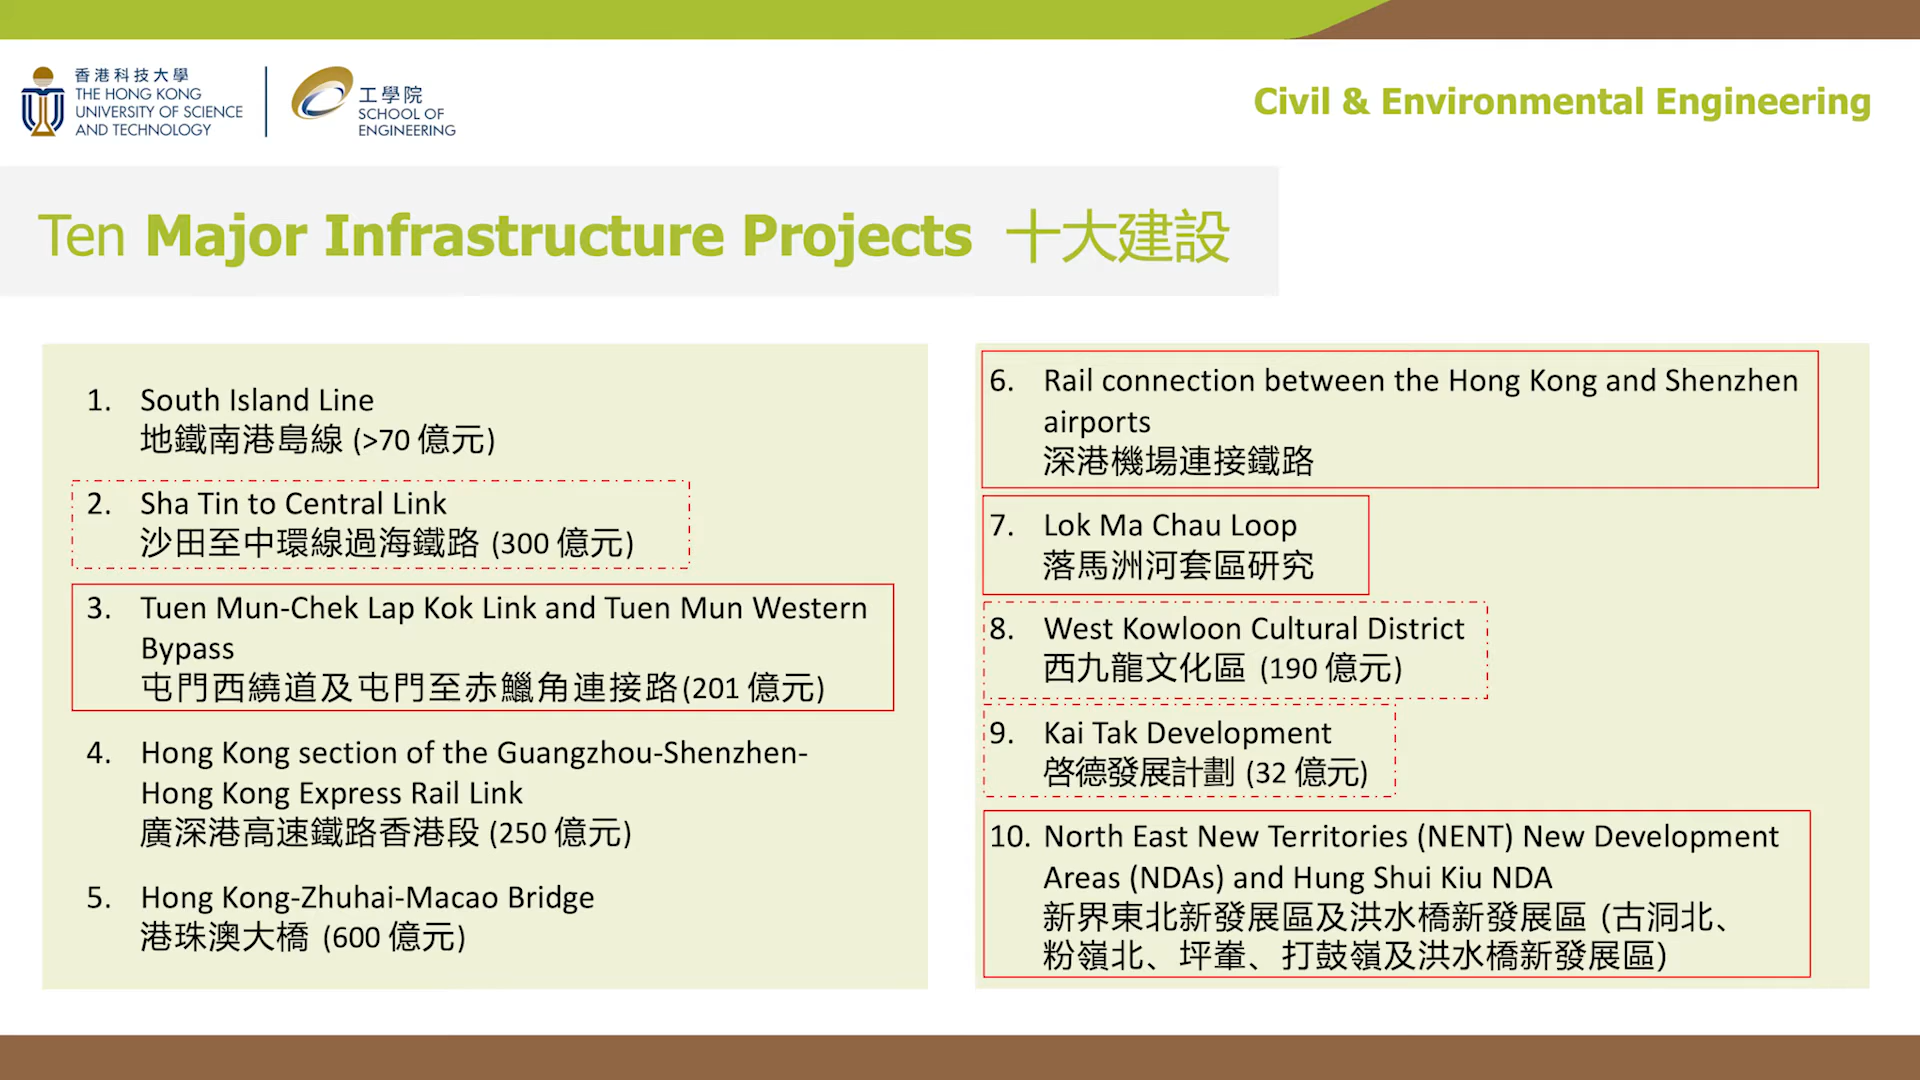 香港科技大學
THE HONG KONG
UNIVERSITY OF SCIENCE
AND TECHNOLOGY
工學院
SCHOOL OF
ENGINEERING
Civil & Environmental Engineering
Ten Major Infrastructure Projects 十大建設
1. South Island Line
地鐵南港島線 (>70 億元)
2. Sha Tin to Central Link
沙田至中環線過海鐵路 (300 億元)
3. Tuen Mun-Chek Lap Kok Link and Tuen Mun Western
Bypass
屯門西繞道及屯門至赤鱲角連接路(201 億元)
4. Hong Kong section of the Guangzhou-Shenzhen-
Hong Kong Express Rail Link
廣深港高速鐵路香港段 (250 億元)
5. Hong Kong-Zhuhai-Macao Bridge
港珠澳大橋 (600 億元)
6. Rail connection between the Hong Kong and Shenzhen
airports
深港機場連接鐵路
7. Lok Ma Chau Loop
落馬洲河套區研究
8. West Kowloon Cultural District
西九龍文化區 (190 億元)
9. Kai Tak Development
啓德發展計劃 (32 億元)
10. North East New Territories (NENT) New Development
Areas (NDAs) and Hung Shui Kiu NDA
新界東北新發展區及洪水橋新發展區 (古洞北、
粉嶺北、坪輋、打鼓嶺及洪水橋新發展區)